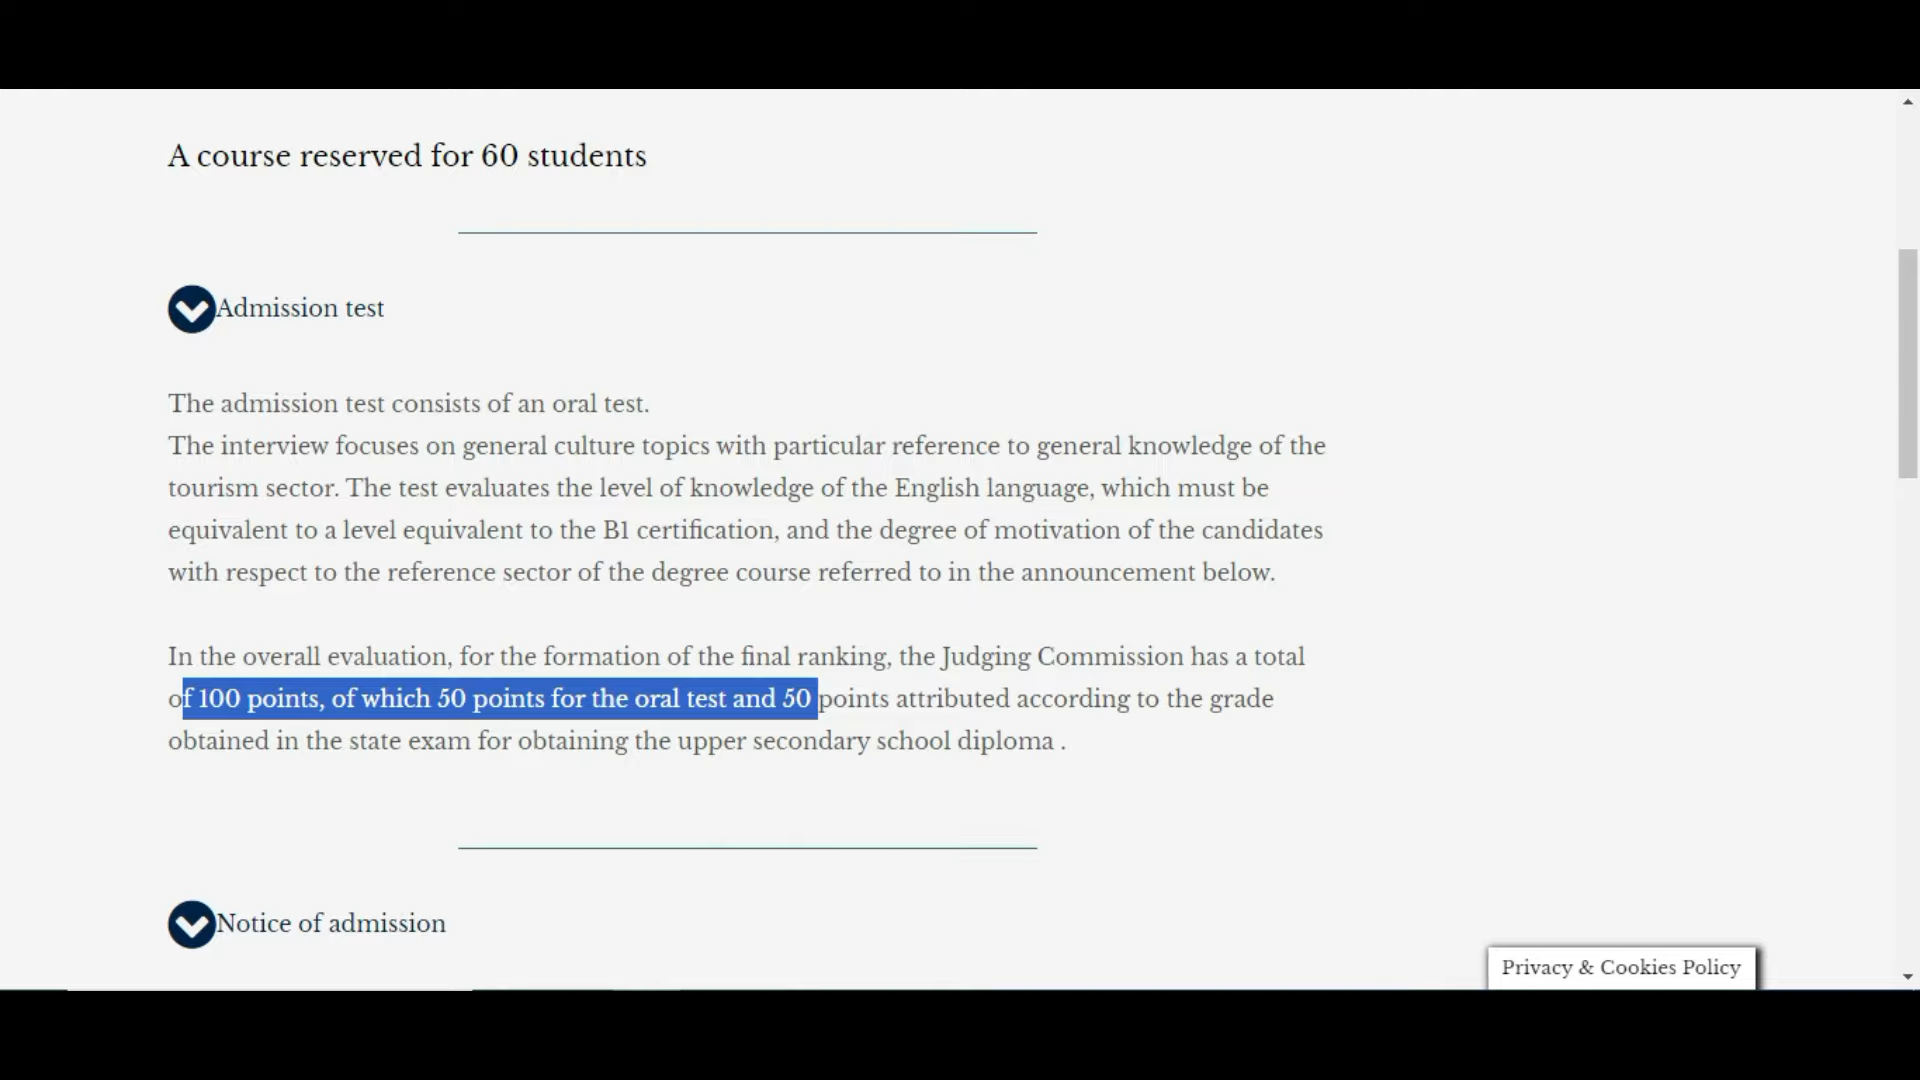 A course reserved for 60 students
Admission test
The admission test consists of an oral test.
The interview focuses on general culture topics with particular reference to general knowledge of the
tourism sector. The test evaluates the level of knowledge of the English language, which must be
equivalent to a level equivalent to the B1 certification, and the degree of motivation of the candidates
with respect to the reference sector of the degree course referred to in the announcement below.
In the overall evaluation, for the formation of the final ranking, the Judging Commission has a total
of 100 points, of which 50 points for the oral test and 50 points attributed according to the grade
obtained in the state exam for obtaining the upper secondary school diploma .
Notice of admission
Privacy & Cookies Policy